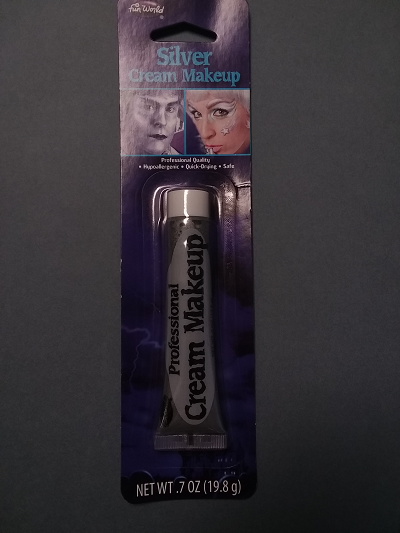 fun World
Silver
Cream Makeup
Professional Quality
• Hypoallergenic • Quick-Drying • Safe
Professional
Cream Makeup
NET WT .7 OZ (19.8 g)